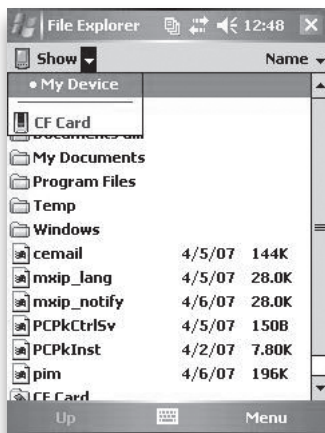 File Explorer 12:48
Show Name
My Device
CF Card
My Documents
Program Files
Temp
Windows
cemail 4/5/07 144K
mxip_lang 4/5/07 28.0K
mxip_notify 4/6/07 28.0K
PCPkCtrlSv 4/5/07 150B
PCPkInst 4/2/07 7.80K
pim 4/6/07 196K
CF Card
Up Menu